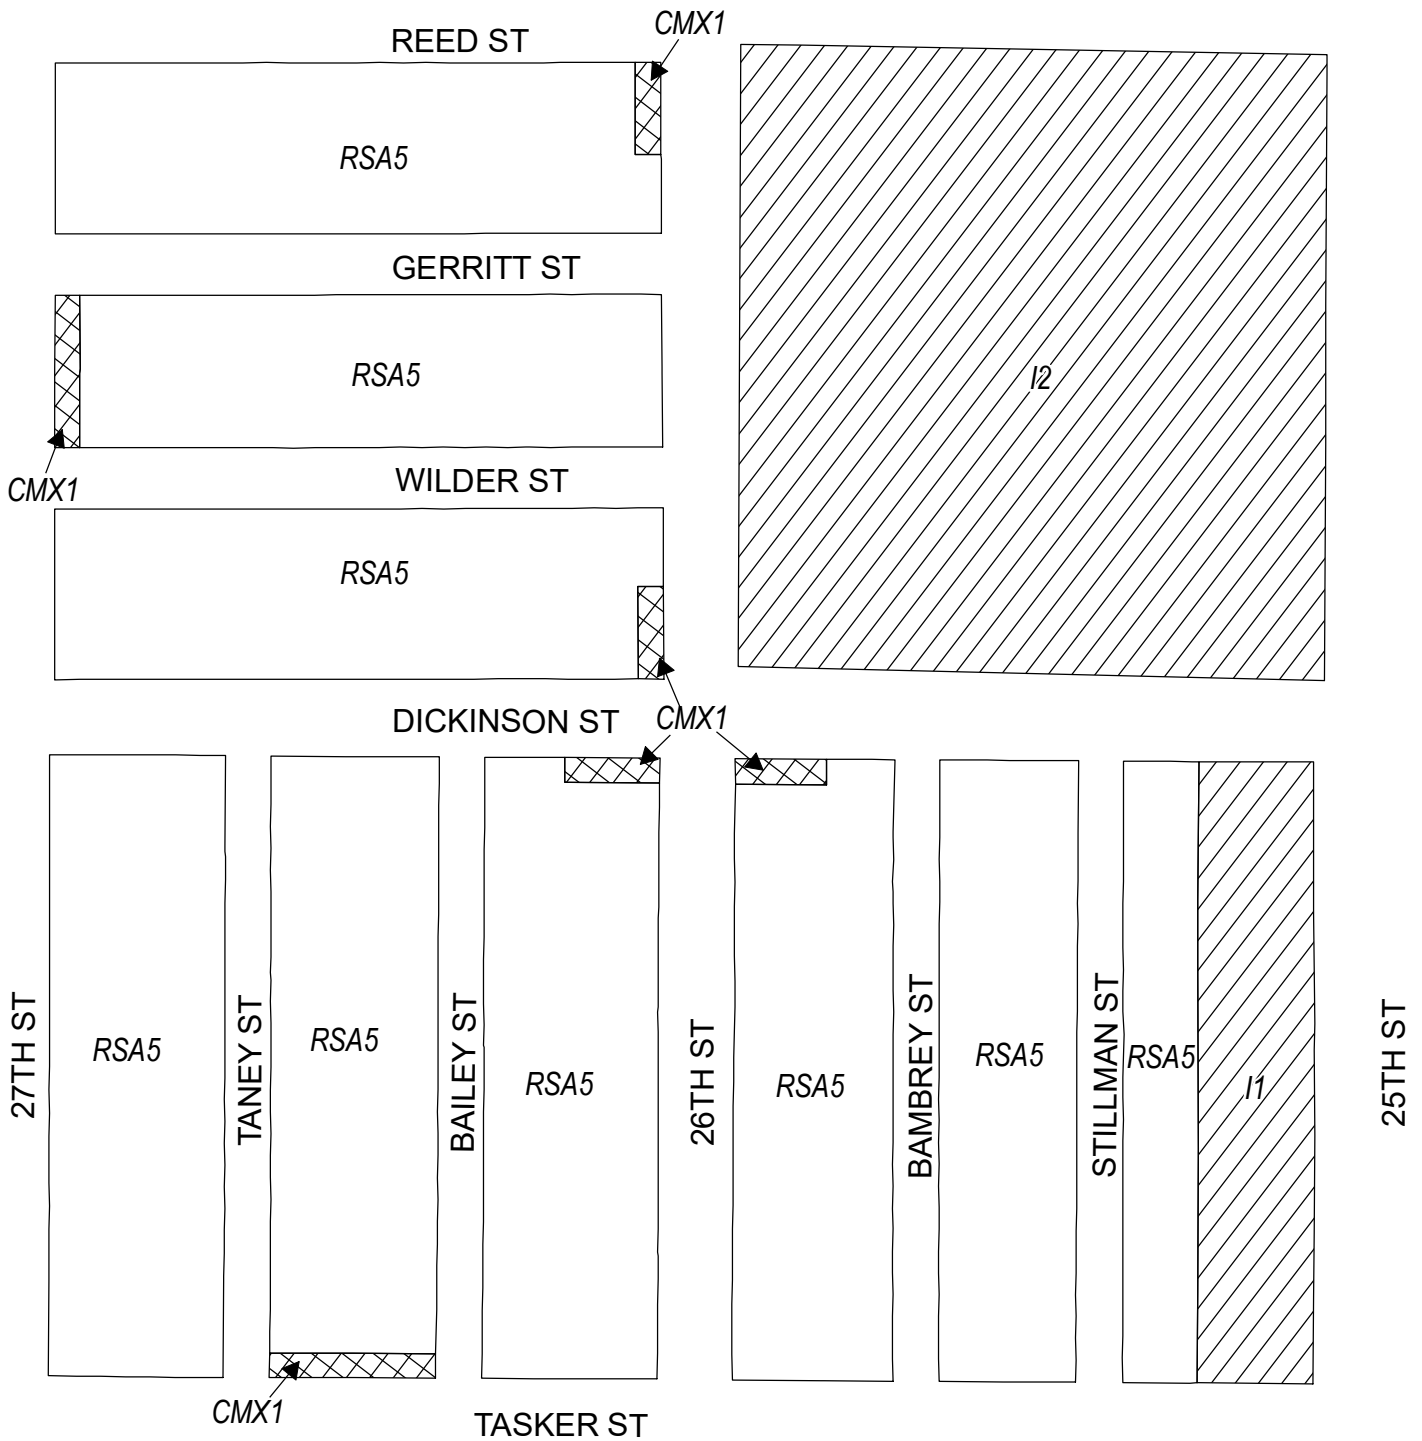 CMX1
REED ST
RSA5
GERRITT ST
RSA5
I2
CMX1
WILDER ST
RSA5
DICKINSON ST
CMX1
27TH ST
RSA5
TANEY ST
RSA5
BAILEY ST
RSA5
26TH ST
RSA5
BAMBREY ST
RSA5
STILLMAN ST
RSA5
I1
25TH ST
CMX1
TASKER ST